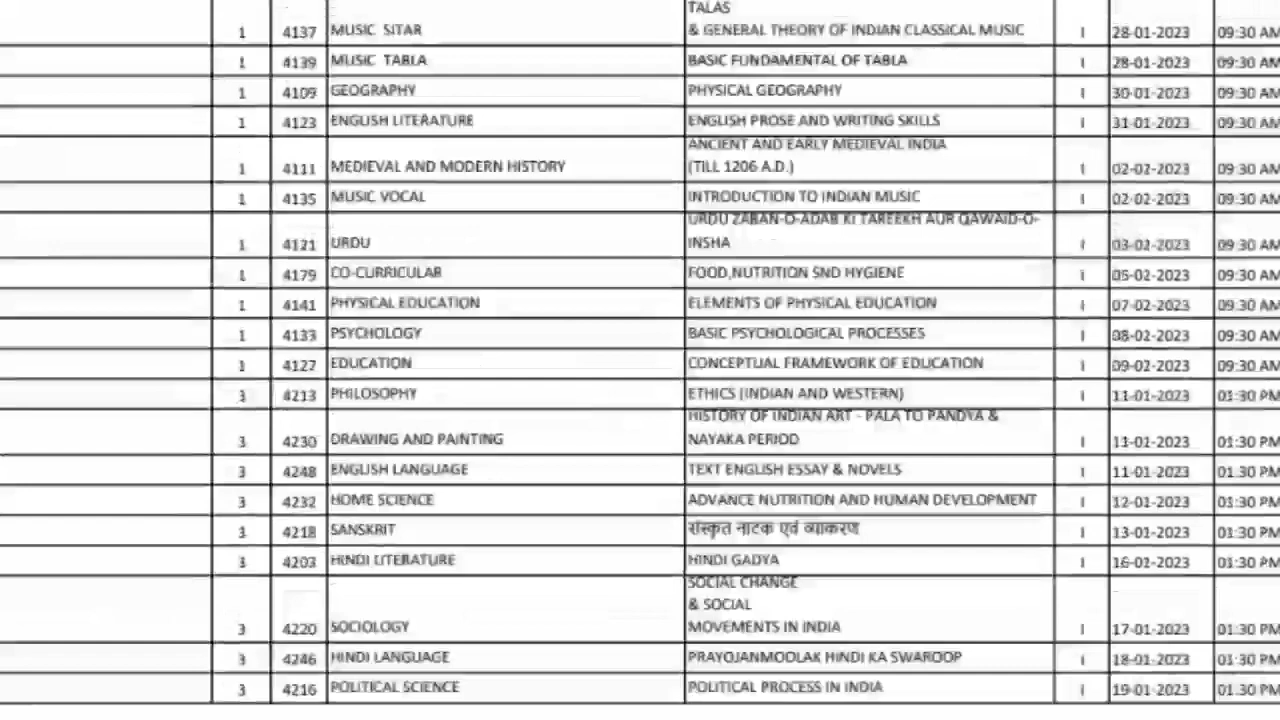 TALAS
1 4137 MUSIC SITAR & GENERAL THEORY OF INDIAN CLASSICAL MUSIC I 28-01-2023 09:30 AM
1 4139 MUSIC TABLA BASIC FUNDAMENTAL OF TABLA I 28-01-2023 09:30 AM
1 4109 GEOGRAPHY PHYSICAL GEOGRAPHY I 30-01-2023 09:30 AM
1 4123 ENGLISH LITERATURE ENGLISH PROSE AND WRITING SKILLS I 31-01-2023 09:30 AM
ANCIENT AND EARLY MEDIEVAL INDIA
1 4111 MEDIEVAL AND MODERN HISTORY (TILL 1206 A.D.) I 02-02-2023 09:30 AM
1 4135 MUSIC VOCAL INTRODUCTION TO INDIAN MUSIC I 02-02-2023 09:30 AM
URDU ZABAN-O-ADAB KI TAREEKH AUR QAWAID-O-
1 4121 URDU INSHA I 03-02-2023 09:30 AM
1 4179 CO-CURRICULAR FOOD,NUTRITION SND HYGIENE I 05-02-2023 09:30 AM
1 4141 PHYSICAL EDUCATION ELEMENTS OF PHYSICAL EDUCATION I 07-02-2023 09:30 AM
1 4133 PSYCHOLOGY BASIC PSYCHOLOGICAL PROCESSES I 08-02-2023 09:30 AM
1 4127 EDUCATION CONCEPTUAL FRAMEWORK OF EDUCATION I 09-02-2023 09:30 AM
3 4213 PHILOSOPHY ETHICS (INDIAN AND WESTERN) I 11-01-2023 01:30 PM
HISTORY OF INDIAN ART - PALA TO PANDYA &
3 4230 DRAWING AND PAINTING NAYAKA PERIOD I 11-01-2023 01:30 PM
3 4248 ENGLISH LANGUAGE TEXT ENGLISH ESSAY & NOVELS I 11-01-2023 01:30 PM
3 4232 HOME SCIENCE ADVANCE NUTRITION AND HUMAN DEVELOPMENT I 12-01-2023 01:30 PM
3 4218 SANSKRIT संस्कृत नाटक एवं व्याकरण I 13-01-2023 01:30 PM
3 4203 HINDI LITERATURE HINDI GADYA I 16-01-2023 01:30 PM
SOCIAL CHANGE
& SOCIAL
3 4220 SOCIOLOGY MOVEMENTS IN INDIA I 17-01-2023 01:30 PM
3 4246 HINDI LANGUAGE PRAYOJANMOOLAK HINDI KA SWAROOP I 18-01-2023 01:30 PM
3 4216 POLITICAL SCIENCE POLITICAL PROCESS IN INDIA I 19-01-2023 01:30 PM